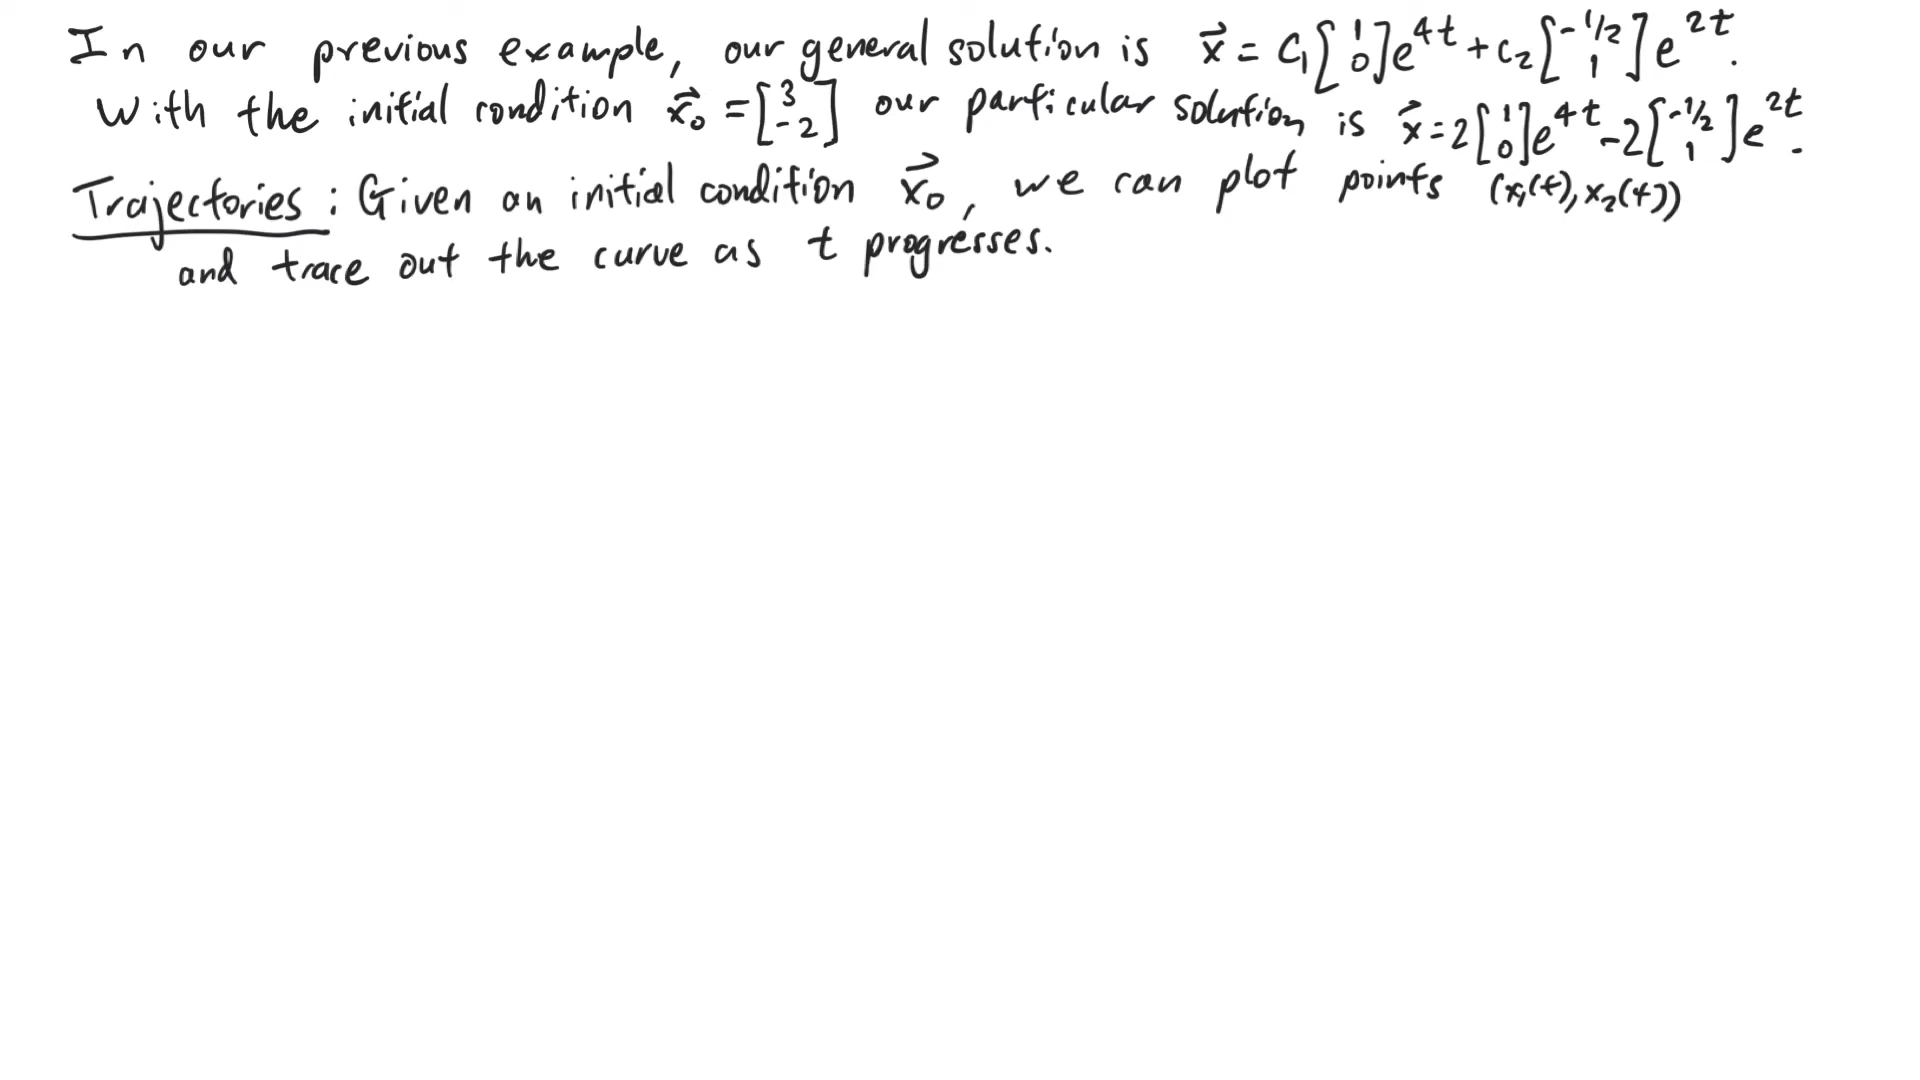 In our previous example, our general solution is x⃗ = C₁[1 0]e^{4t} + C₂[-1/2 1]e^{2t}.
With the initial condition x⃗₀ = [3 -2] our particular solution is x⃗ = 2[1 0]e^{4t} - 2[-1/2 1]e^{2t}.
Trajectories : Given an initial condition x⃗₀, we can plot points (x₁(t), x₂(t))
and trace out the curve as t progresses.